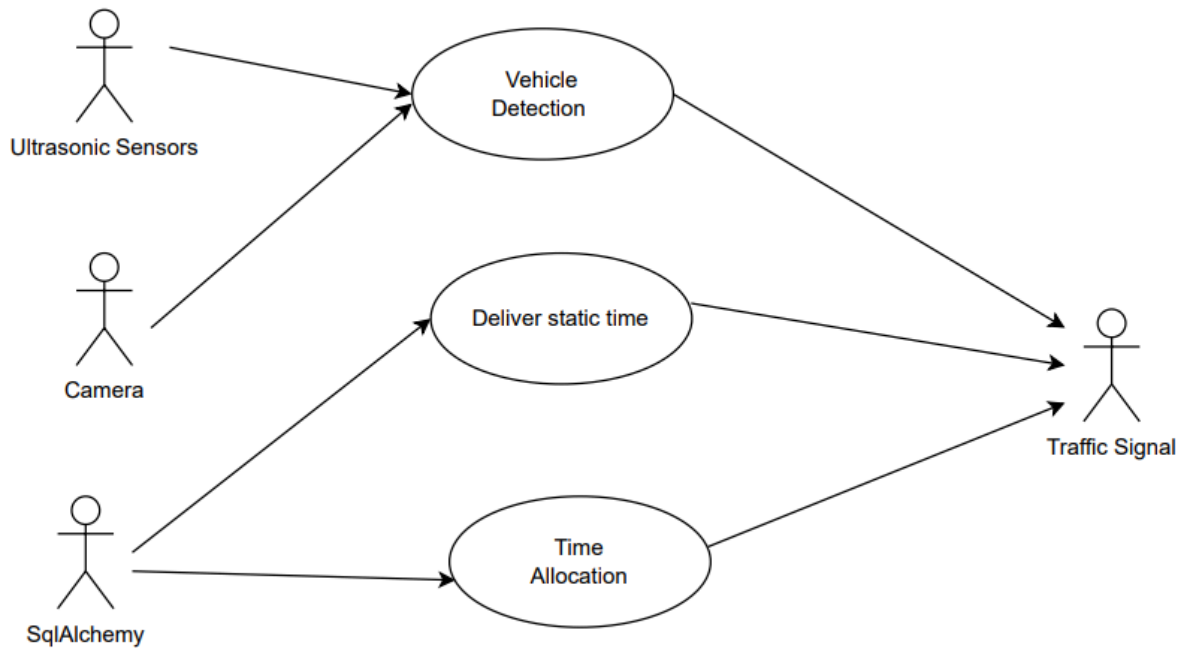 Vehicle
Detection
Ultrasonic Sensors
Deliver static time
Camera
Traffic Signal
Time
Allocation
SqlAlchemy